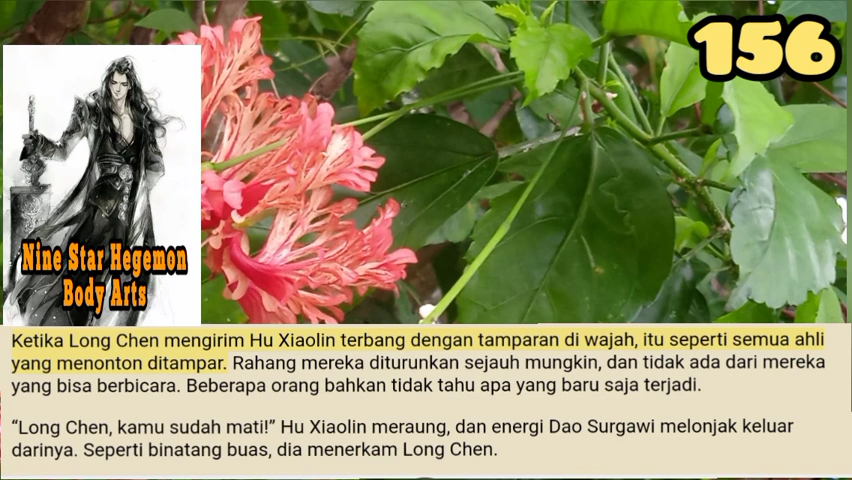 156
Nine Star Hegemon
Body Arts
Ketika Long Chen mengirim Hu Xiaolin terbang dengan tamparan di wajah, itu seperti semua ahli
yang menonton ditampar. Rahang mereka diturunkan sejauh mungkin, dan tidak ada dari mereka
yang bisa berbicara. Beberapa orang bahkan tidak tahu apa yang baru saja terjadi.
“Long Chen, kamu sudah mati!” Hu Xiaolin meraung, dan energi Dao Surgawi melonjak keluar
darinya. Seperti binatang buas, dia menerkam Long Chen.